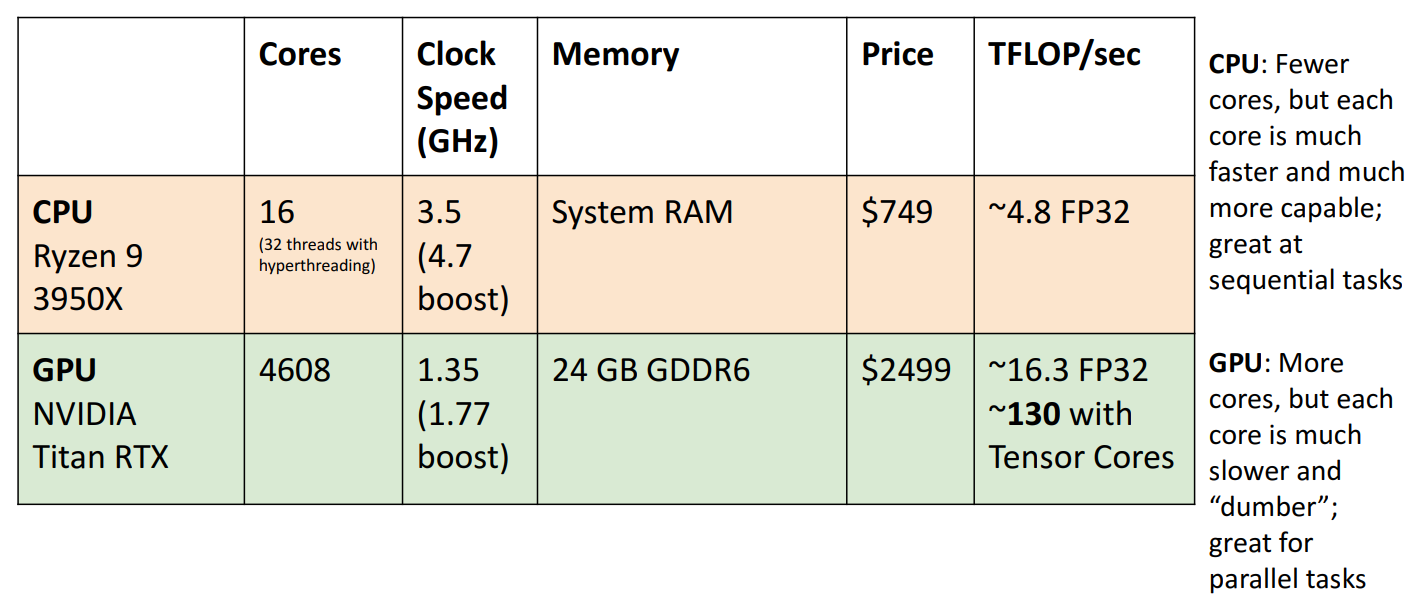 Cores
Clock
Speed
(GHz)
Memory
Price
TFLOP/sec
CPU
Ryzen 9
3950X
16
(32 threads with
hyperthreading)
3.5
(4.7
boost)
System RAM
$749
~4.8 FP32
GPU
NVIDIA
Titan RTX
4608
1.35
(1.77
boost)
24 GB GDDR6
$2499
~16.3 FP32
~130 with
Tensor Cores
CPU: Fewer
cores, but each
core is much
faster and much
more capable;
great at
sequential tasks
GPU: More
cores, but each
core is much
slower and
“dumber”;
great for
parallel tasks